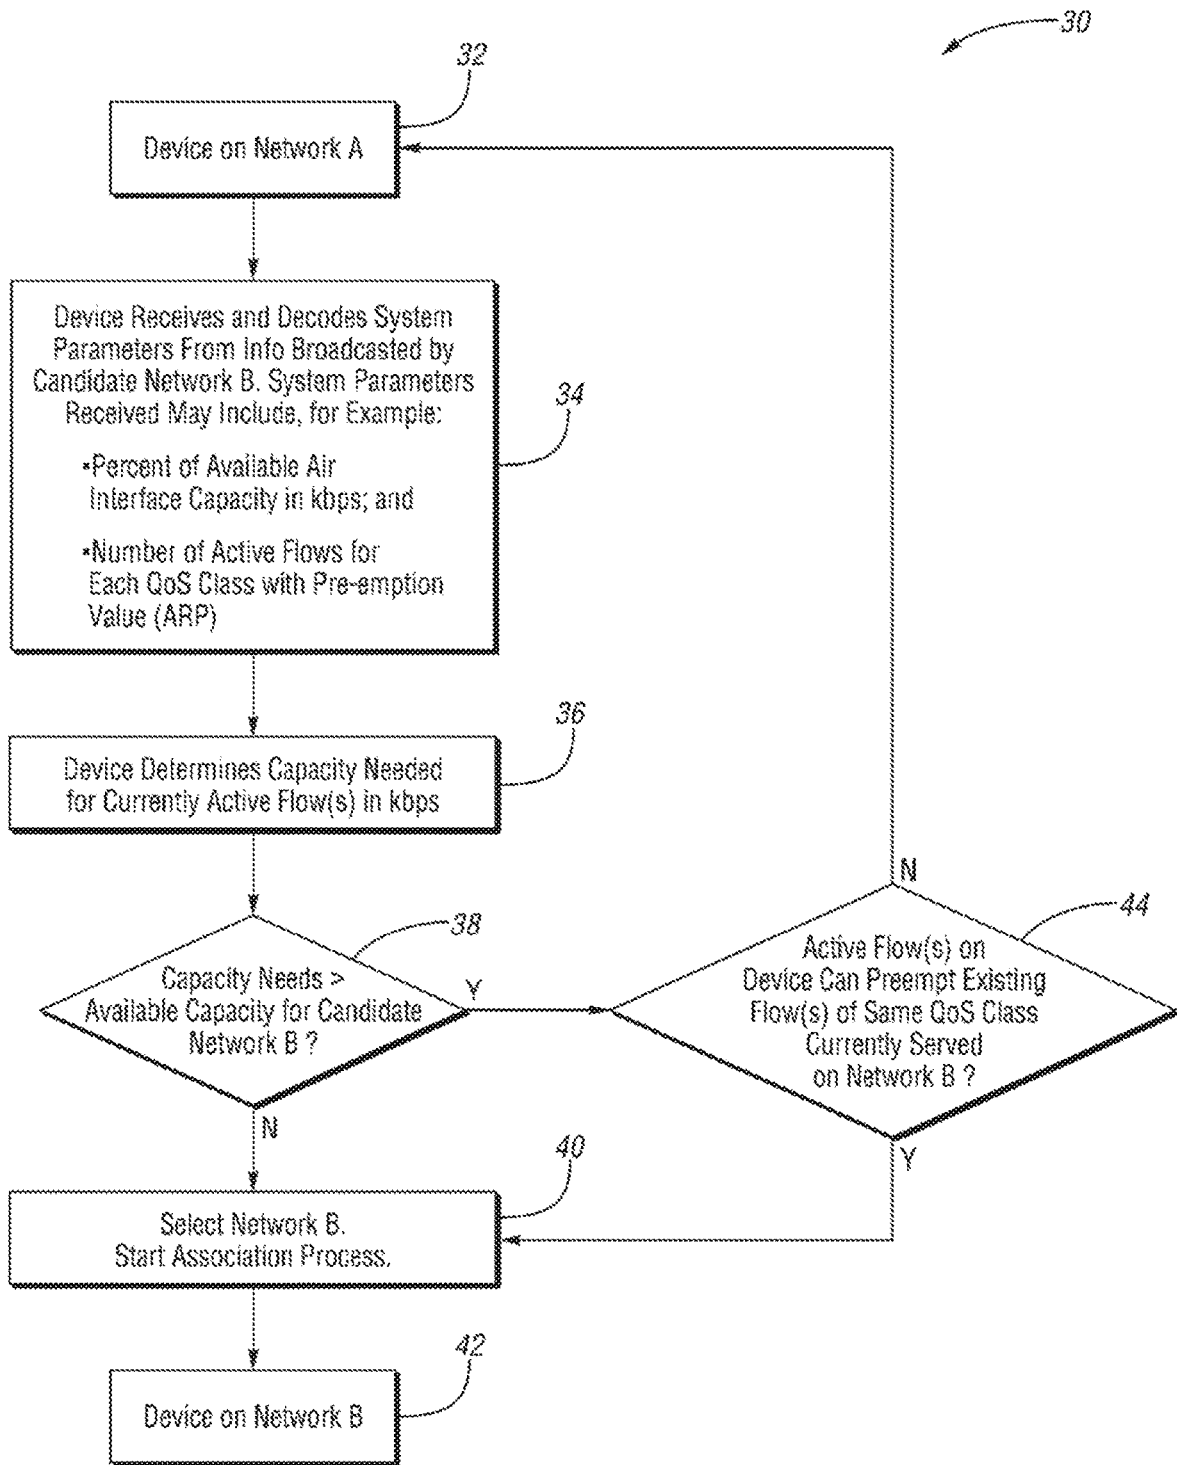 30
32
Device on Network A
Device Receives and Decodes System
Parameters From Info Broadcasted by
Candidate Network B. System Parameters
Received May Include, for Example:
•Percent of Available Air
Interface Capacity in kbps; and
•Number of Active Flows for
Each QoS Class with Pre-emption
Value (ARP)
34
36
Device Determines Capacity Needed
for Currently Active Flow(s) in kbps
38
Capacity Needs >
Available Capacity for Candidate
Network B ?
Y
N
N
44
Active Flow(s) on
Device Can Preempt Existing
Flow(s) of Same QoS Class
Currently Served
on Network B ?
Y
40
Select Network B.
Start Association Process.
42
Device on Network B